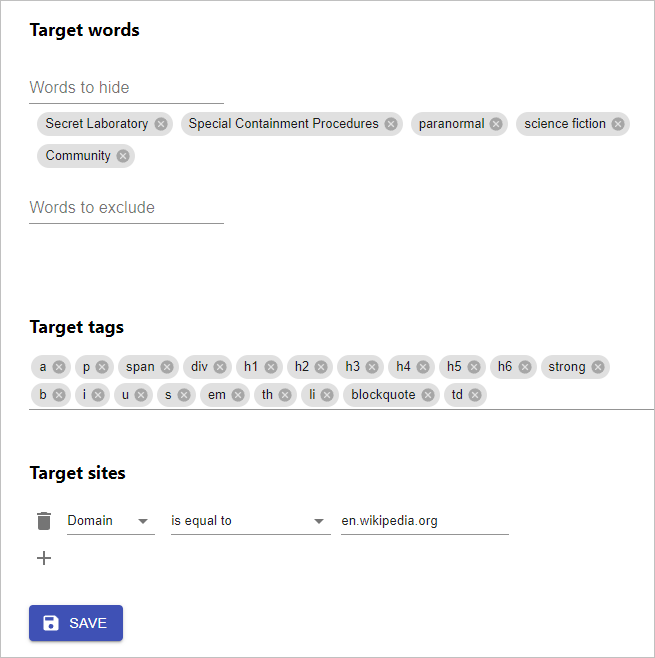 Target words
Words to hide
Secret Laboratory Special Containment Procedures paranormal science fiction
Community
Words to exclude
Target tags
a p span div h1 h2 h3 h4 h5 h6 strong
b i u s em th li blockquote td
Target sites
Domain is equal to en.wikipedia.org
SAVE